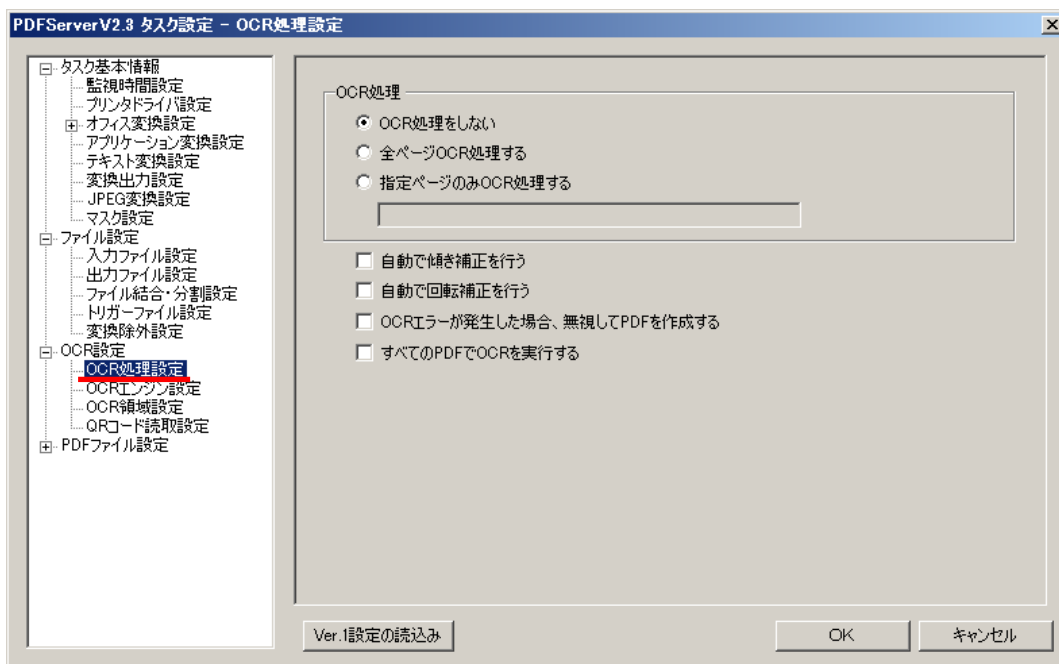 PDFServerV2.3 タスク設定 - OCR処理設定
タスク基本情報
監視時間設定
プリンタドライバ設定
オフィス変換設定
アプリケーション変換設定
テキスト変換設定
変換出力設定
JPEG変換設定
マスク設定
ファイル設定
入力ファイル設定
出力ファイル設定
ファイル結合・分割設定
トリガーファイル設定
変換除外設定
OCR設定
OCR処理設定
OCRエンジン設定
OCR領域設定
QRコード読取設定
PDFファイル設定
OCR処理
OCR処理をしない
全ページOCR処理する
指定ページのみOCR処理する
自動で傾き補正を行う
自動で回転補正を行う
OCRエラーが発生した場合、無視してPDFを作成する
すべてのPDFでOCRを実行する
Ver.1設定の読込み
OK
キャンセル